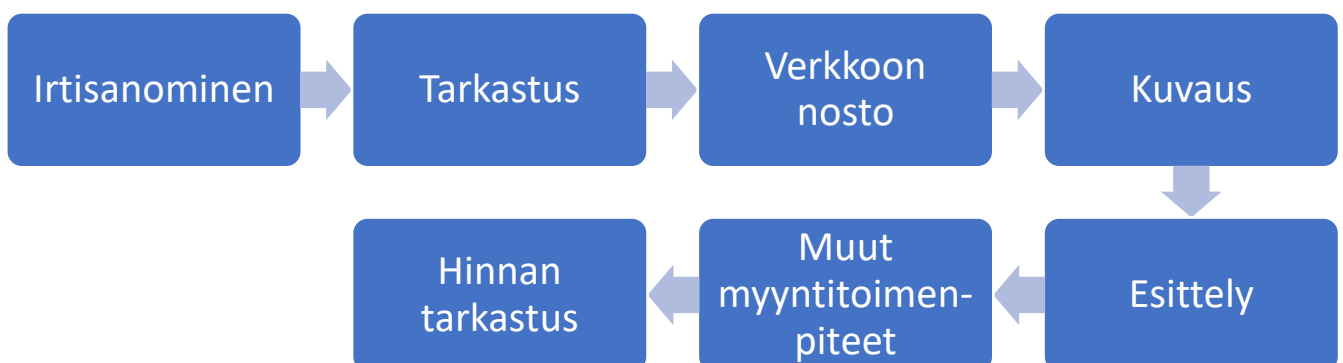 Irtisanominen
Tarkastus
Verkkoon
nosto
Kuvaus
Esittely
Muut
myyntitoimen-
piteet
Hinnan
tarkastus